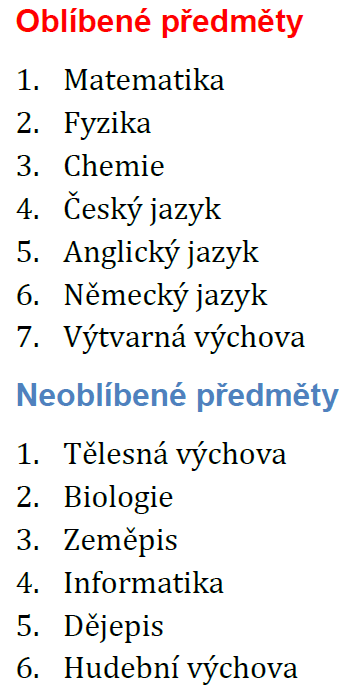 Oblíbené předměty
1. Matematika
2. Fyzika
3. Chemie
4. Český jazyk
5. Anglický jazyk
6. Německý jazyk
7. Výtvarná výchova
Neoblíbené předměty
1. Tělesná výchova
2. Biologie
3. Zeměpis
4. Informatika
5. Dějepis
6. Hudební výchova